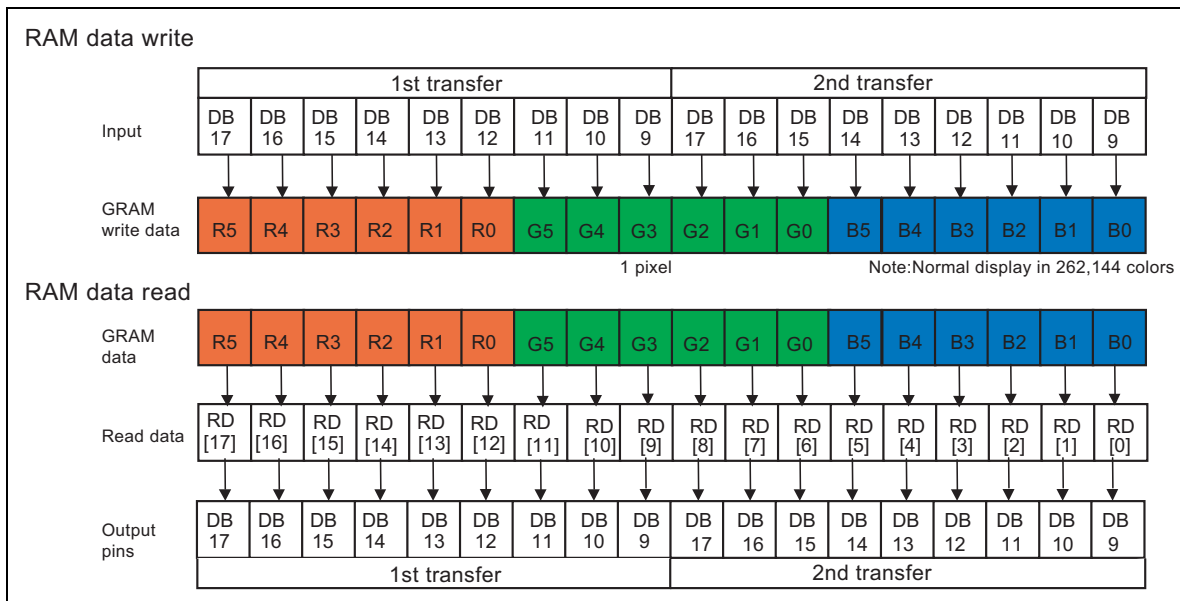 RAM data write
1st transfer 2nd transfer
Input DB 17 DB 16 DB 15 DB 14 DB 13 DB 12 DB 11 DB 10 DB 9 DB 17 DB 16 DB 15 DB 14 DB 13 DB 12 DB 11 DB 10 DB 9
GRAM write data R5 R4 R3 R2 R1 R0 G5 G4 G3 G2 G1 G0 B5 B4 B3 B2 B1 B0
1 pixel Note:Normal display in 262,144 colors
RAM data read
GRAM data R5 R4 R3 R2 R1 R0 G5 G4 G3 G2 G1 G0 B5 B4 B3 B2 B1 B0
Read data RD [17] RD [16] RD [15] RD [14] RD [13] RD [12] RD [11] RD [10] RD [9] RD [8] RD [7] RD [6] RD [5] RD [4] RD [3] RD [2] RD [1] RD [0]
Output pins DB 17 DB 16 DB 15 DB 14 DB 13 DB 12 DB 11 DB 10 DB 9 DB 17 DB 16 DB 15 DB 14 DB 13 DB 12 DB 11 DB 10 DB 9
1st transfer 2nd transfer